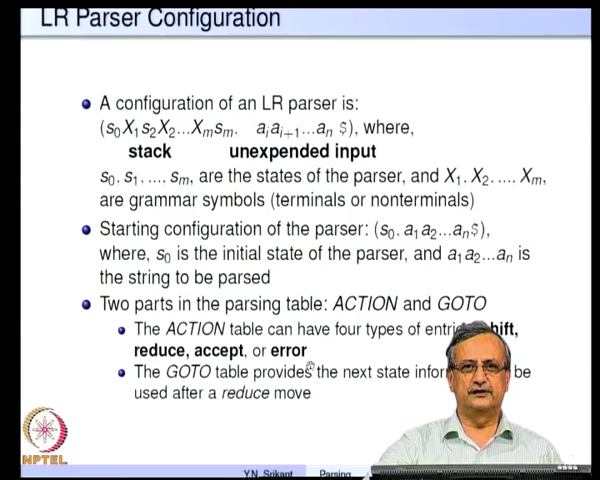 LR Parser Configuration
A configuration of an LR parser is:
(s0X1s2X2...Xmsm, aiai+1...an $), where,
stack unexpended input
s0, s1, ..., sm, are the states of the parser, and X1, X2, ..., Xm,
are grammar symbols (terminals or nonterminals)
Starting configuration of the parser: (s0, a1a2...an$),
where, s0 is the initial state of the parser, and a1a2...an is
the string to be parsed
Two parts in the parsing table: ACTION and GOTO
The ACTION table can have four types of
reduce, accept, or error
The GOTO table provides the next state be
used after a reduce move
NPTEL
Y.N. Srikant Parsing